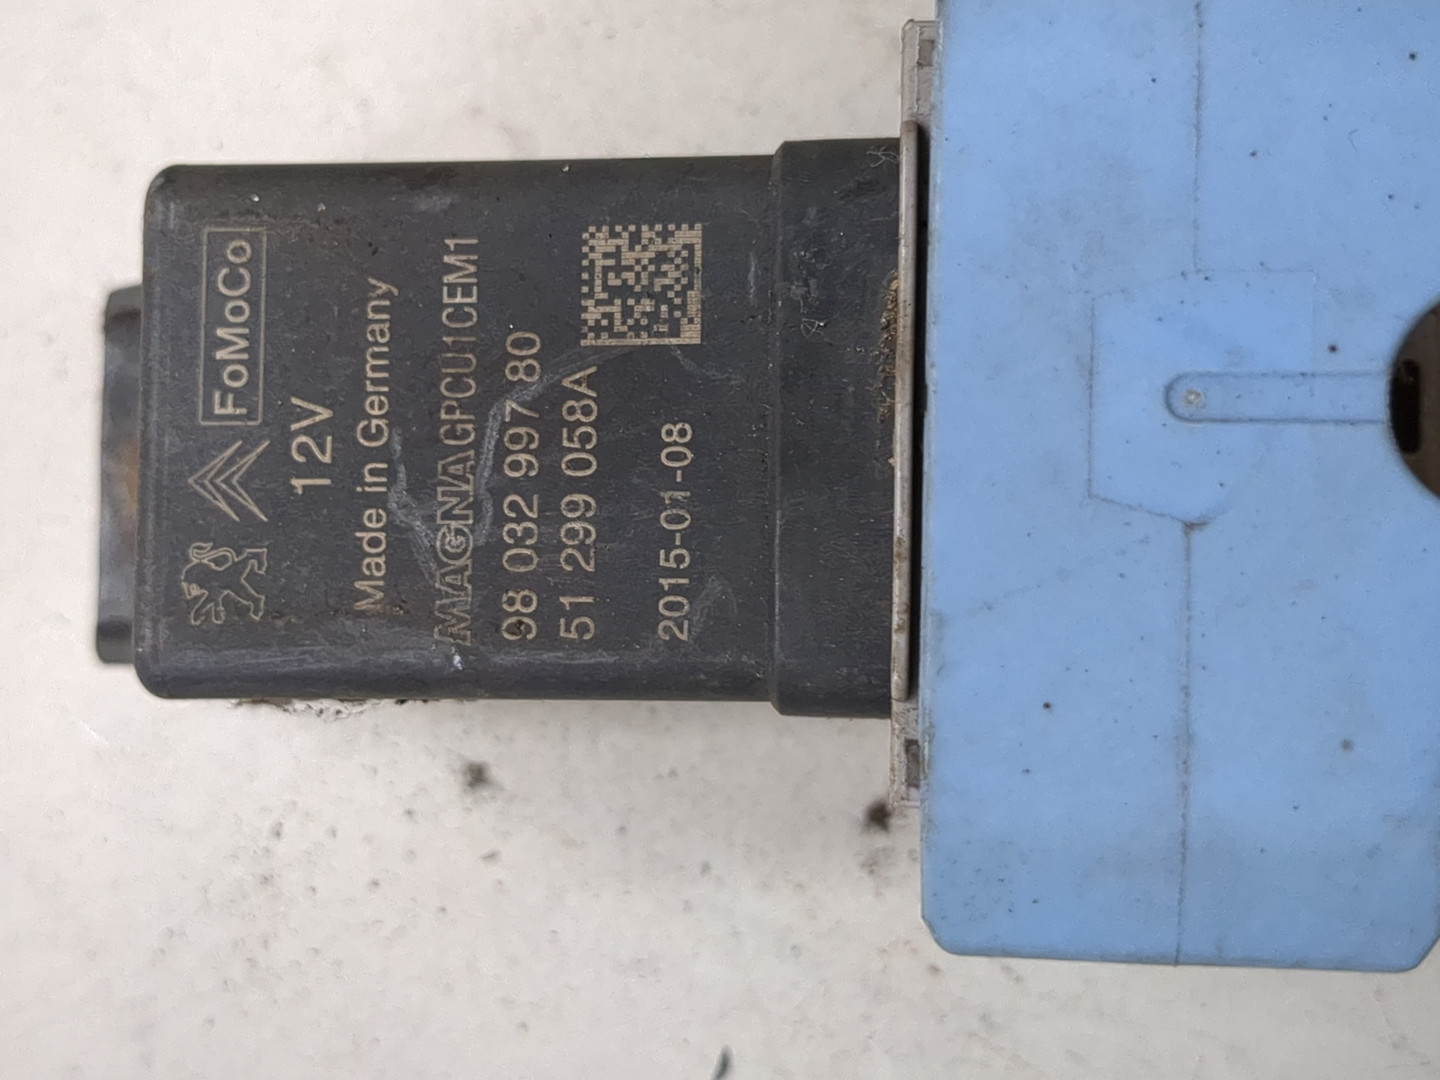 FoMoCo
12V
Made in Germany
MAGNA GPCU1CEM1
98 032 997 80
51 299 058A
2015-01-08